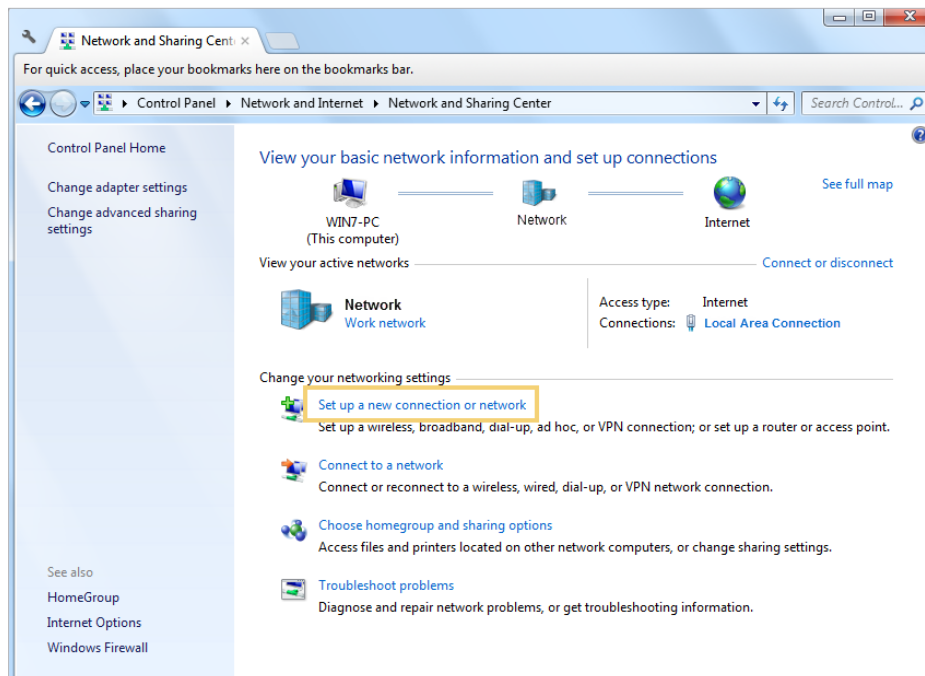 Network and Sharing Cent
For quick access, place your bookmarks here on the bookmarks bar.
Control Panel Network and Internet Network and Sharing Center
Search Control...
Control Panel Home
Change adapter settings
Change advanced sharing
settings
See also
HomeGroup
Internet Options
Windows Firewall
View your basic network information and set up connections
See full map
WIN7-PC
(This computer)
Network
Internet
View your active networks
Connect or disconnect
Network
Work network
Access type: Internet
Connections: Local Area Connection
Change your networking settings
Set up a new connection or network
Set up a wireless, broadband, dial-up, ad hoc, or VPN connection; or set up a router or access point.
Connect to a network
Connect or reconnect to a wireless, wired, dial-up, or VPN network connection.
Choose homegroup and sharing options
Access files and printers located on other network computers, or change sharing settings.
Troubleshoot problems
Diagnose and repair network problems, or get troubleshooting information.